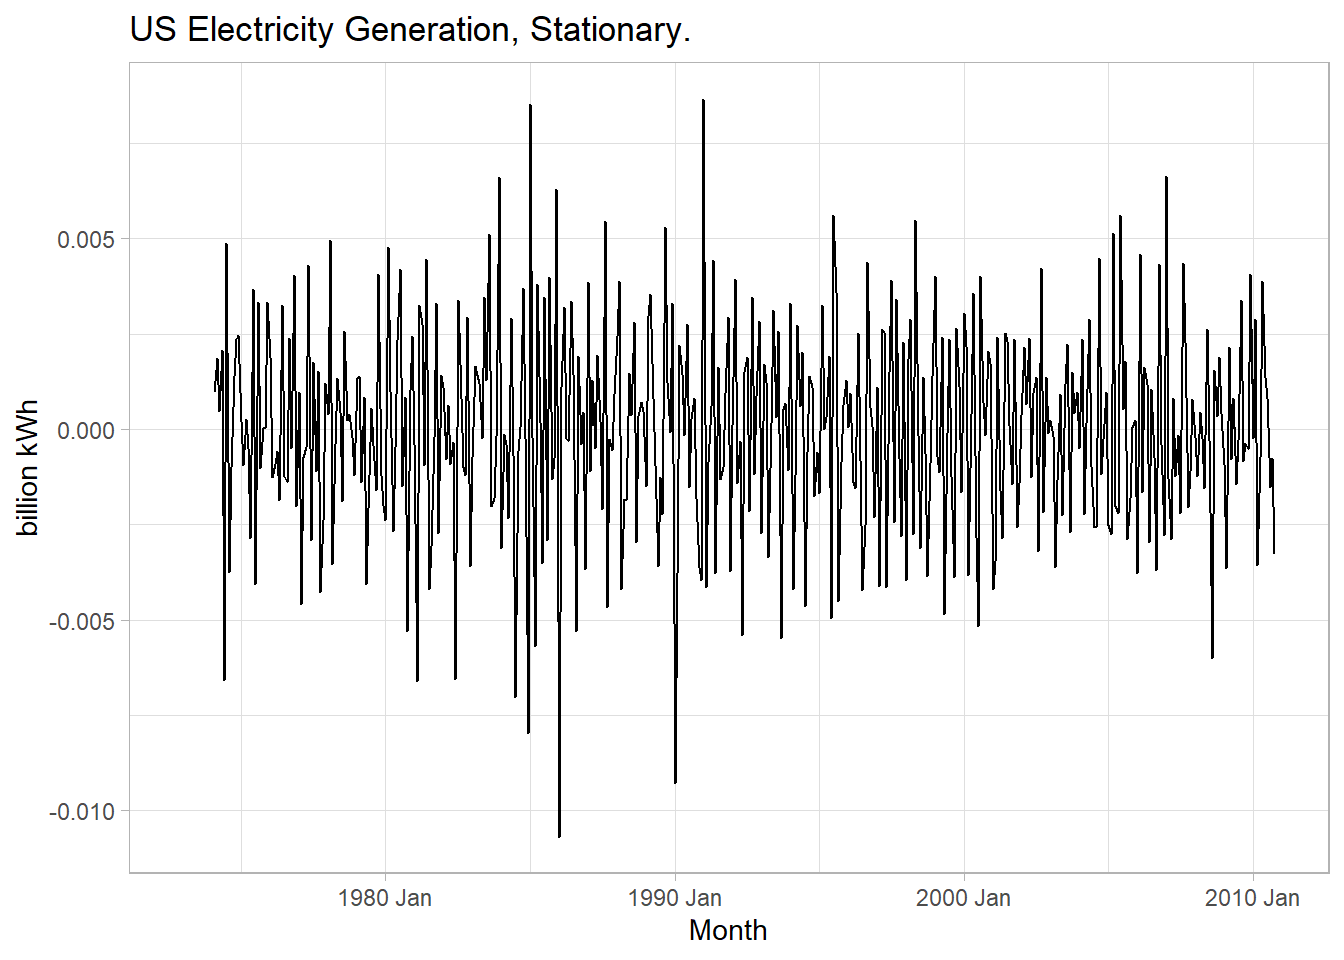 US Electricity Generation, Stationary.
billion kWh
0.005
0.000
-0.005
-0.010
1980 Jan
1990 Jan
2000 Jan
2010 Jan
Month